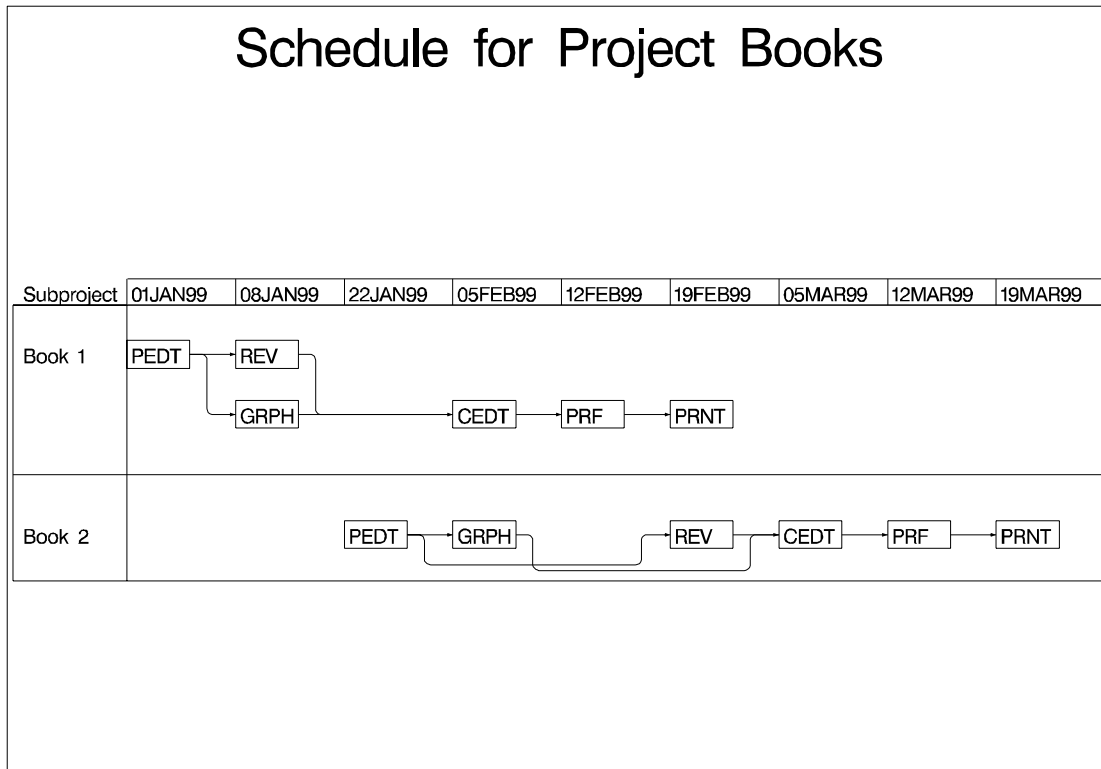 Schedule for Project Books
Subproject 01JAN99 08JAN99 22JAN99 05FEB99 12FEB99 19FEB99 05MAR99 12MAR99 19MAR99
Book 1 PEDT REV
GRPH CEDT PRF PRNT
Book 2 PEDT GRPH REV CEDT PRF PRNT